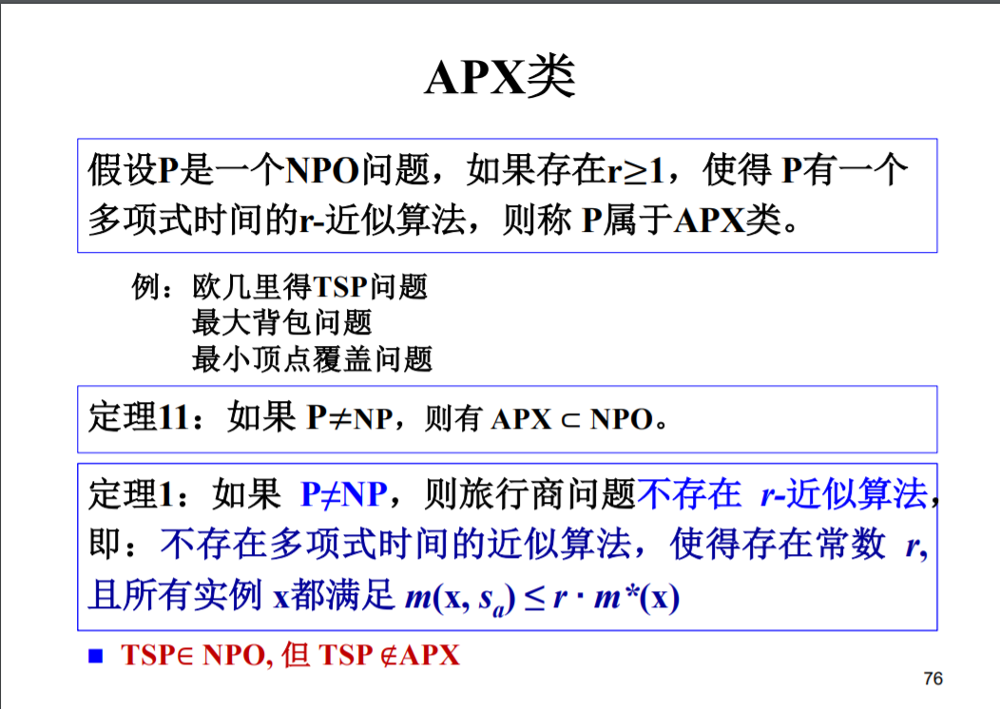 APX类
假设P是一个NPO问题，如果存在r≥1，使得 P有一个
多项式时间的r-近似算法，则称 P属于APX类。
例：欧几里得TSP问题
最大背包问题
最小顶点覆盖问题
定理11：如果 P≠NP，则有 APX ⊂ NPO。
定理1：如果 P≠NP，则旅行商问题不存在 r-近似算法，
即：不存在多项式时间的近似算法，使得存在常数 r,
且所有实例 x都满足 m(x, sₐ) ≤ r · m*(x)
■ TSP∈ NPO, 但 TSP ∉APX
76